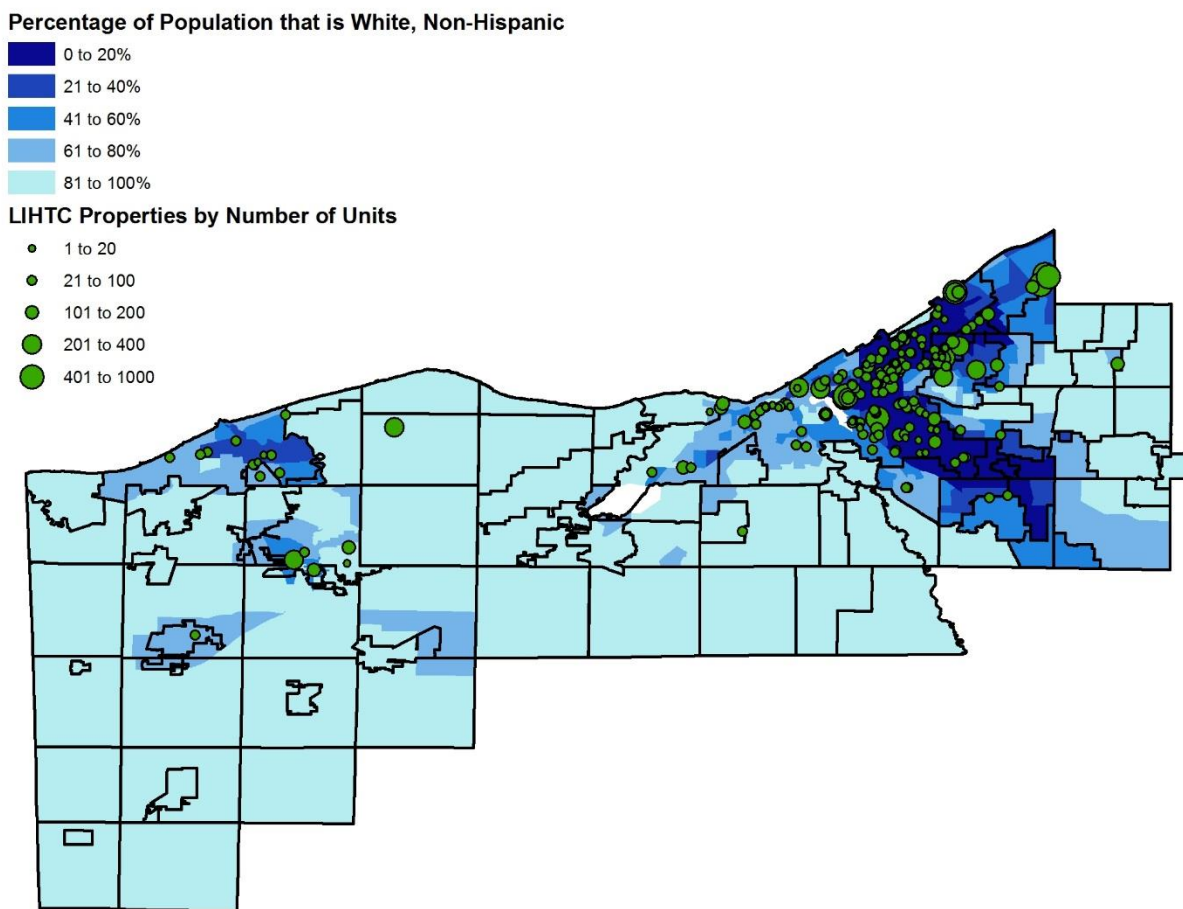 Percentage of Population that is White, Non-Hispanic
0 to 20%
21 to 40%
41 to 60%
61 to 80%
81 to 100%
LIHTC Properties by Number of Units
1 to 20
21 to 100
101 to 200
201 to 400
401 to 1000